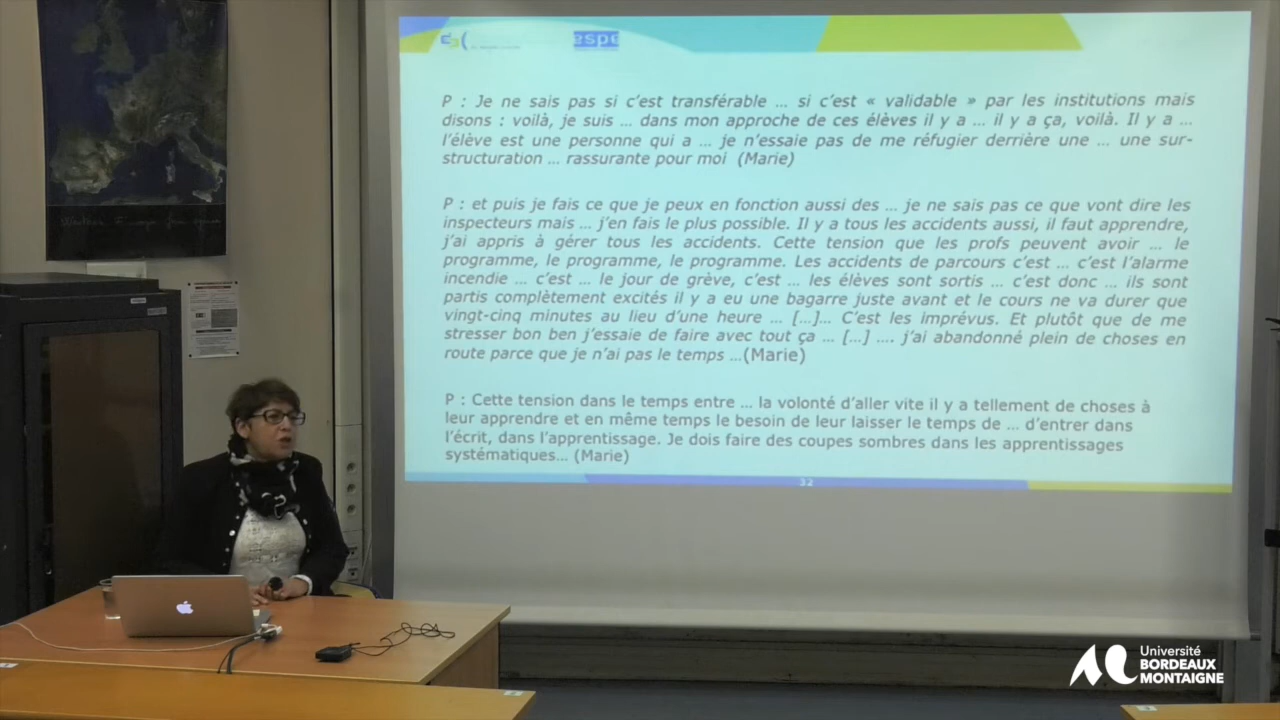 espe
P : Je ne sais pas si c’est transférable … si c’est « validable » par les institutions mais
disons : voilà, je suis … dans mon approche de ces élèves il y a … il y a ça, voilà. Il y a …
l’élève est une personne qui a … je n’essaie pas de me réfugier derrière une … une sur-
structuration … rassurante pour moi (Marie)
P : et puis je fais ce que je peux en fonction aussi des … je ne sais pas ce que vont dire les
inspecteurs mais … j’en fais le plus possible. Il y a tous les accidents aussi, il faut apprendre,
j’ai appris à gérer tous les accidents. Cette tension que les profs peuvent avoir … le
programme, le programme, le programme. Les accidents de parcours c’est … c’est l’alarme
incendie … c’est … le jour de grève, c’est … les élèves sont sortis … c’est donc … ils sont
partis complètement excités il y a eu une bagarre juste avant et le cours ne va durer que
vingt-cinq minutes au lieu d’une heure … […]… C’est les imprévus. Et plutôt que de me
stresser bon ben j’essaie de faire avec tout ça … […] …. j’ai abandonné plein de choses en
route parce que je n’ai pas le temps …(Marie)
P : Cette tension dans le temps entre … la volonté d’aller vite il y a tellement de choses à
leur apprendre et en même temps le besoin de leur laisser le temps de … d’entrer dans
l’écrit, dans l’apprentissage. Je dois faire des coupes sombres dans les apprentissages
systématiques… (Marie)
32
Université
BORDEAUX
MONTAIGNE